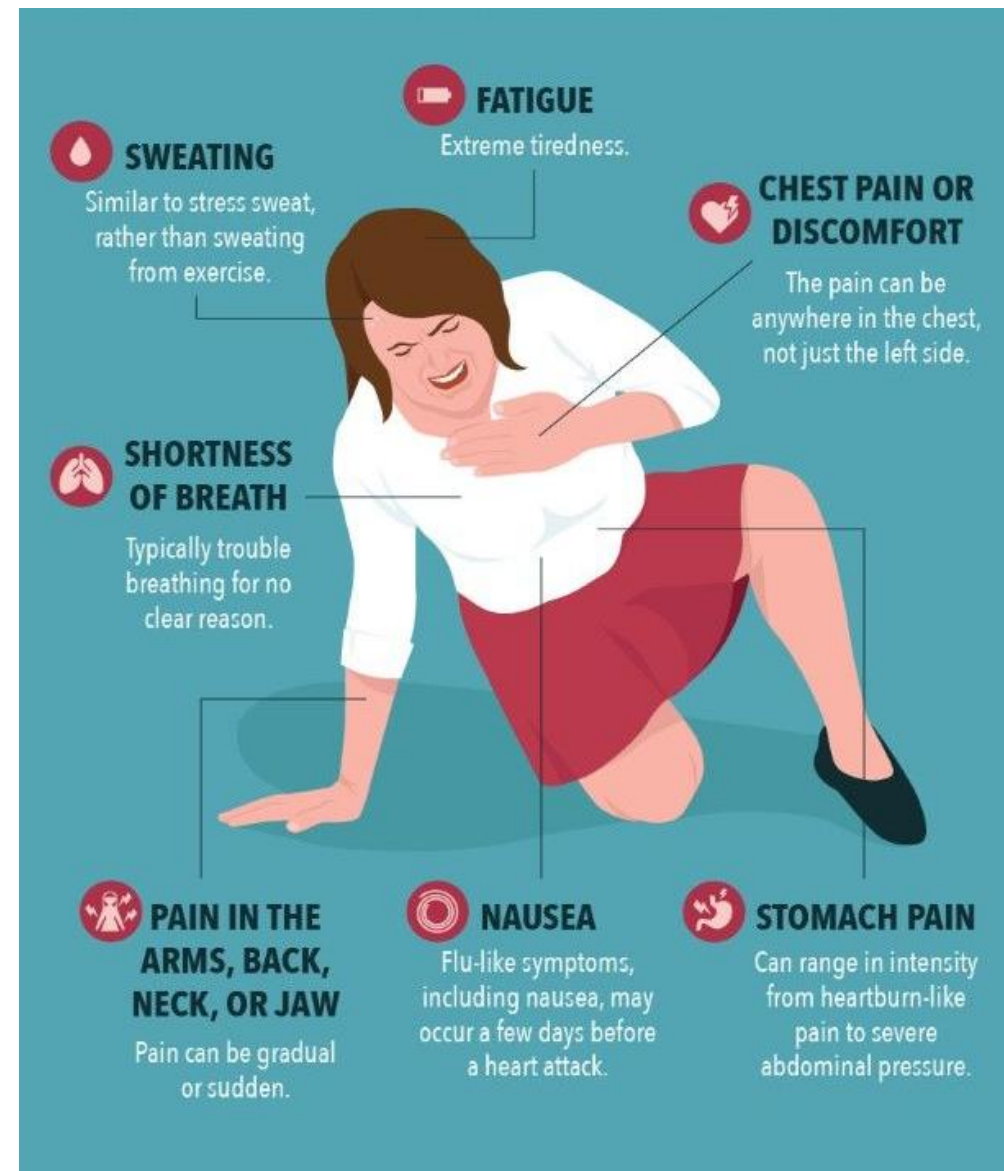 FATIGUE
Extreme tiredness.
SWEATING
Similar to stress sweat,
rather than sweating
from exercise.
CHEST PAIN OR
DISCOMFORT
The pain can be
anywhere in the chest,
not just the left side.
SHORTNESS
OF BREATH
Typically trouble
breathing for no
clear reason.
PAIN IN THE
ARMS, BACK,
NECK, OR JAW
Pain can be gradual
or sudden.
NAUSEA
Flu-like symptoms,
including nausea, may
occur a few days before
a heart attack.
STOMACH PAIN
Can range in intensity
from heartburn-like
pain to severe
abdominal pressure.